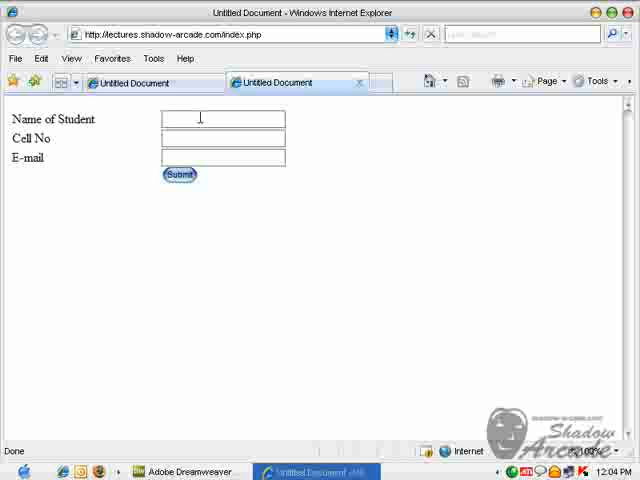 Untitled Document - Windows Internet Explorer
http://lectures.shadow-arcade.com/index.php
File Edit View Favorites Tools Help
Untitled Document Untitled Document Page Tools
Name of Student
Cell No
E-mail
Submit
Shadow
Arcade
Done Internet 100%
Adobe Dreamweaver Untitled Document 12:04 PM